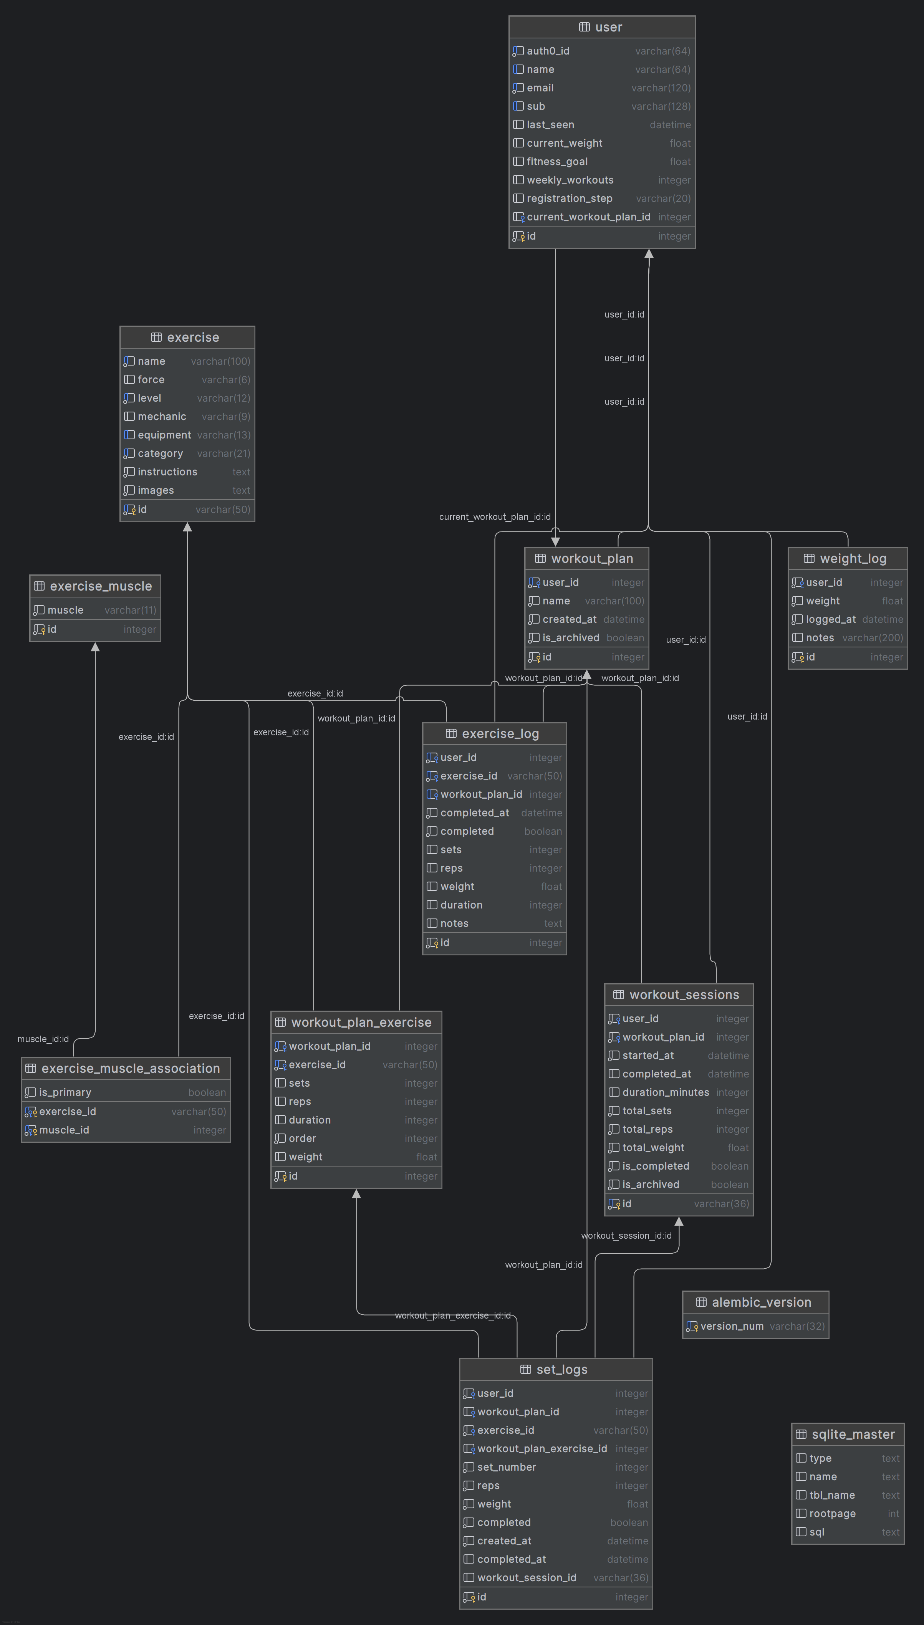 user
auth0_id varchar(64)
name varchar(64)
email varchar(120)
sub varchar(128)
last_seen datetime
current_weight float
fitness_goal float
weekly_workouts integer
registration_step varchar(20)
current_workout_plan_id integer
id integer
user_id:id
user_id:id
user_id:id
exercise
name varchar(100)
force varchar(6)
level varchar(12)
mechanic varchar(9)
equipment varchar(13)
category varchar(21)
instructions text
images text
id varchar(50)
current_workout_plan_id:id
workout_plan
user_id integer
name varchar(100)
created_at datetime
is_archived boolean
id integer
weight_log
user_id integer
weight float
logged_at datetime
notes varchar(200)
id integer
exercise_muscle
muscle varchar(11)
id integer
user_id:id
workout_plan_id:id
workout_plan_id:id
exercise_id:id
workout_plan_id:id
user_id:id
exercise_id:id
exercise_id:id
exercise_log
user_id integer
exercise_id varchar(50)
workout_plan_id integer
completed_at datetime
completed boolean
sets integer
reps integer
weight float
duration integer
notes text
id integer
workout_sessions
user_id integer
workout_plan_id integer
started_at datetime
completed_at datetime
duration_minutes integer
total_sets integer
total_reps integer
total_weight float
is_completed boolean
is_archived boolean
id varchar(36)
exercise_id:id
workout_plan_exercise
workout_plan_id integer
exercise_id varchar(50)
sets integer
reps integer
duration integer
order integer
weight float
id integer
muscle_id:id
exercise_muscle_association
is_primary boolean
exercise_id varchar(50)
muscle_id integer
workout_session_id:id
workout_plan_id:id
workout_plan_exercise_id:id
alembic_version
version_num varchar(32)
set_logs
user_id integer
workout_plan_id integer
exercise_id varchar(50)
workout_plan_exercise_id integer
set_number integer
reps integer
weight float
completed boolean
created_at datetime
completed_at datetime
workout_session_id varchar(36)
id integer
sqlite_master
type text
name text
tbl_name text
rootpage int
sql text